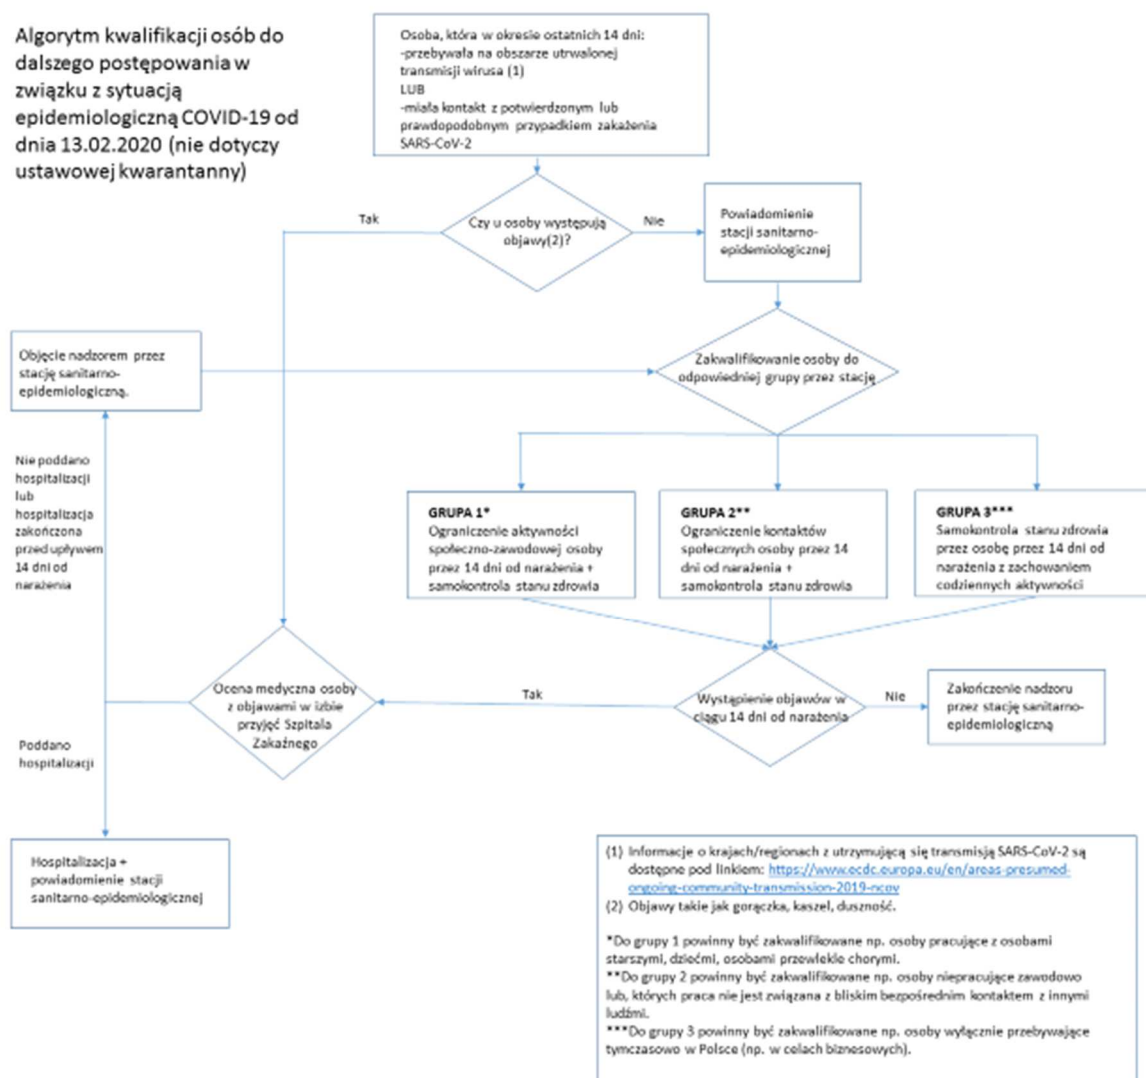 Algorytm kwalifikacji osób do
dalszego postępowania w
związku z sytuacją
epidemiologiczną COVID-19 od
dnia 13.02.2020 (nie dotyczy
ustawowej kwarantanny)
Osoba, która w okresie ostatnich 14 dni:
-przebywała na obszarze utrwalonej
transmisji wirusa (1)
LUB
-miała kontakt z potwierdzonym lub
prawdopodobnym przypadkiem zakażenia
SARS-CoV-2
Tak
Czy u osoby występują
objawy(2)?
Nie
Powiadomienie
stacji sanitarno-
epidemiologicznej
Objęcie nadzorem przez
stację sanitarno-
epidemiologiczną.
Zakwalifikowanie osoby do
odpowiedniej grupy przez stację
Nie poddano
hospitalizacji
lub
hospitalizacja
zakończona
przed upływem
14 dni od
narażenia
GRUPA 1*
Ograniczenie aktywności
społeczno-zawodowej osoby
przez 14 dni od narażenia +
samokontrola stanu zdrowia
GRUPA 2**
Ograniczenie kontaktów
społecznych osoby przez 14
dni od narażenia +
samokontrola stanu zdrowia
GRUPA 3***
Samokontrola stanu zdrowia
przez osobę przez 14 dni od
narażenia z zachowaniem
codziennych aktywności
Ocena medyczna osoby
z objawami w izbie
przyjęć Szpitala
Zakaźnego
Tak
Wystąpienie objawów w
ciągu 14 dni od narażenia
Nie
Zakończenie nadzoru
przez stację sanitarno-
epidemiologiczną
Poddano
hospitalizacji
Hospitalizacja +
powiadomienie stacji
sanitarno-epidemiologicznej
(1) Informacje o krajach/regionach z utrzymującą się transmisją SARS-CoV-2 są
dostępne pod linkiem: https://www.ecdc.europa.eu/en/areas-presumed-
ongoing-community-transmission-2019-ncov
(2) Objawy takie jak gorączka, kaszel, duszność.
*Do grupy 1 powinny być zakwalifikowane np. osoby pracujące z osobami
starszymi, dziećmi, osobami przewlekle chorymi.
**Do grupy 2 powinny być zakwalifikowane np. osoby niepracujące zawodowo
lub, których praca nie jest związana z bliskim bezpośrednim kontaktem z innymi
ludźmi.
***Do grupy 3 powinny być zakwalifikowane np. osoby wyłącznie przebywające
tymczasowo w Polsce (np. w celach biznesowych).